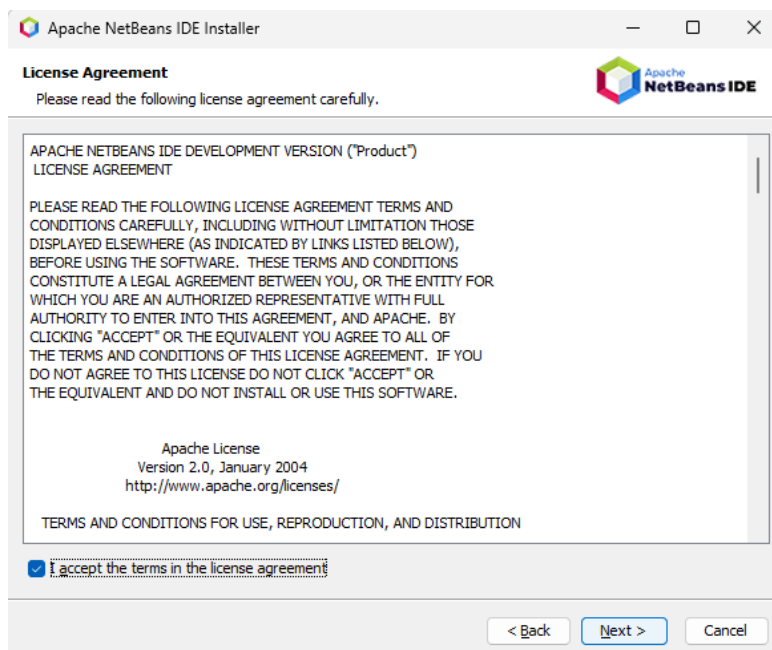 Apache NetBeans IDE Installer
License Agreement
Please read the following license agreement carefully.
Apache
NetBeans IDE
APACHE NETBEANS IDE DEVELOPMENT VERSION ("Product")
LICENSE AGREEMENT
PLEASE READ THE FOLLOWING LICENSE AGREEMENT TERMS AND
CONDITIONS CAREFULLY, INCLUDING WITHOUT LIMITATION THOSE
DISPLAYED ELSEWHERE (AS INDICATED BY LINKS LISTED BELOW),
BEFORE USING THE SOFTWARE.  THESE TERMS AND CONDITIONS
CONSTITUTE A LEGAL AGREEMENT BETWEEN YOU, OR THE ENTITY FOR
WHICH YOU ARE AN AUTHORIZED REPRESENTATIVE WITH FULL
AUTHORITY TO ENTER INTO THIS AGREEMENT, AND APACHE.  BY
CLICKING "ACCEPT" OR THE EQUIVALENT YOU AGREE TO ALL OF
THE TERMS AND CONDITIONS OF THIS LICENSE AGREEMENT.  IF YOU
DO NOT AGREE TO THIS LICENSE DO NOT CLICK "ACCEPT" OR
THE EQUIVALENT AND DO NOT INSTALL OR USE THIS SOFTWARE.
Apache License
Version 2.0, January 2004
http://www.apache.org/licenses/
TERMS AND CONDITIONS FOR USE, REPRODUCTION, AND DISTRIBUTION
I accept the terms in the license agreement
< Back
Next >
Cancel